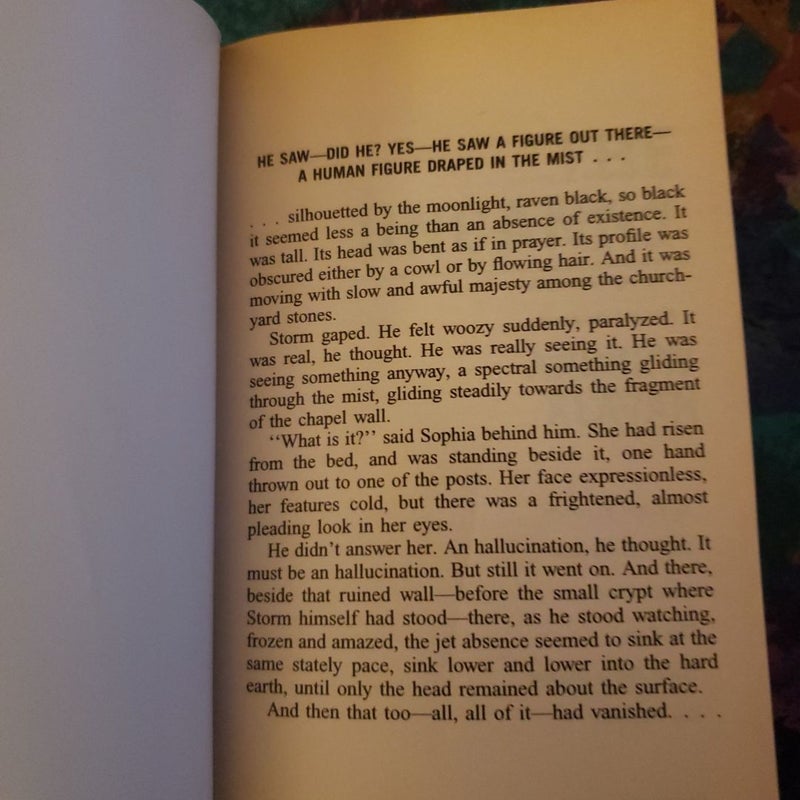 HE SAW—DID HE? YES—HE SAW A FIGURE OUT THERE—
A HUMAN FIGURE DRAPED IN THE MIST . . .
. . . silhouetted by the moonlight, raven black, so black
it seemed less a being than an absence of existence. It
was tall. Its head was bent as if in prayer. Its profile was
obscured either by a cowl or by flowing hair. And it was
moving with slow and awful majesty among the church-
yard stones.
Storm gaped. He felt woozy suddenly, paralyzed. It
was real, he thought. He was really seeing it. He was
seeing something anyway, a spectral something gliding
through the mist, gliding steadily towards the fragment
of the chapel wall.
‘‘What is it?’’ said Sophia behind him. She had risen
from the bed, and was standing beside it, one hand
thrown out to one of the posts. Her face expressionless,
her features cold, but there was a frightened, almost
pleading look in her eyes.
He didn’t answer her. An hallucination, he thought. It
must be an hallucination. But still it went on. And there,
beside that ruined wall—before the small crypt where
Storm himself had stood—there, as he stood watching,
frozen and amazed, the jet absence seemed to sink at the
same stately pace, sink lower and lower into the hard
earth, until only the head remained about the surface.
And then that too—all, all of it—had vanished. . . .